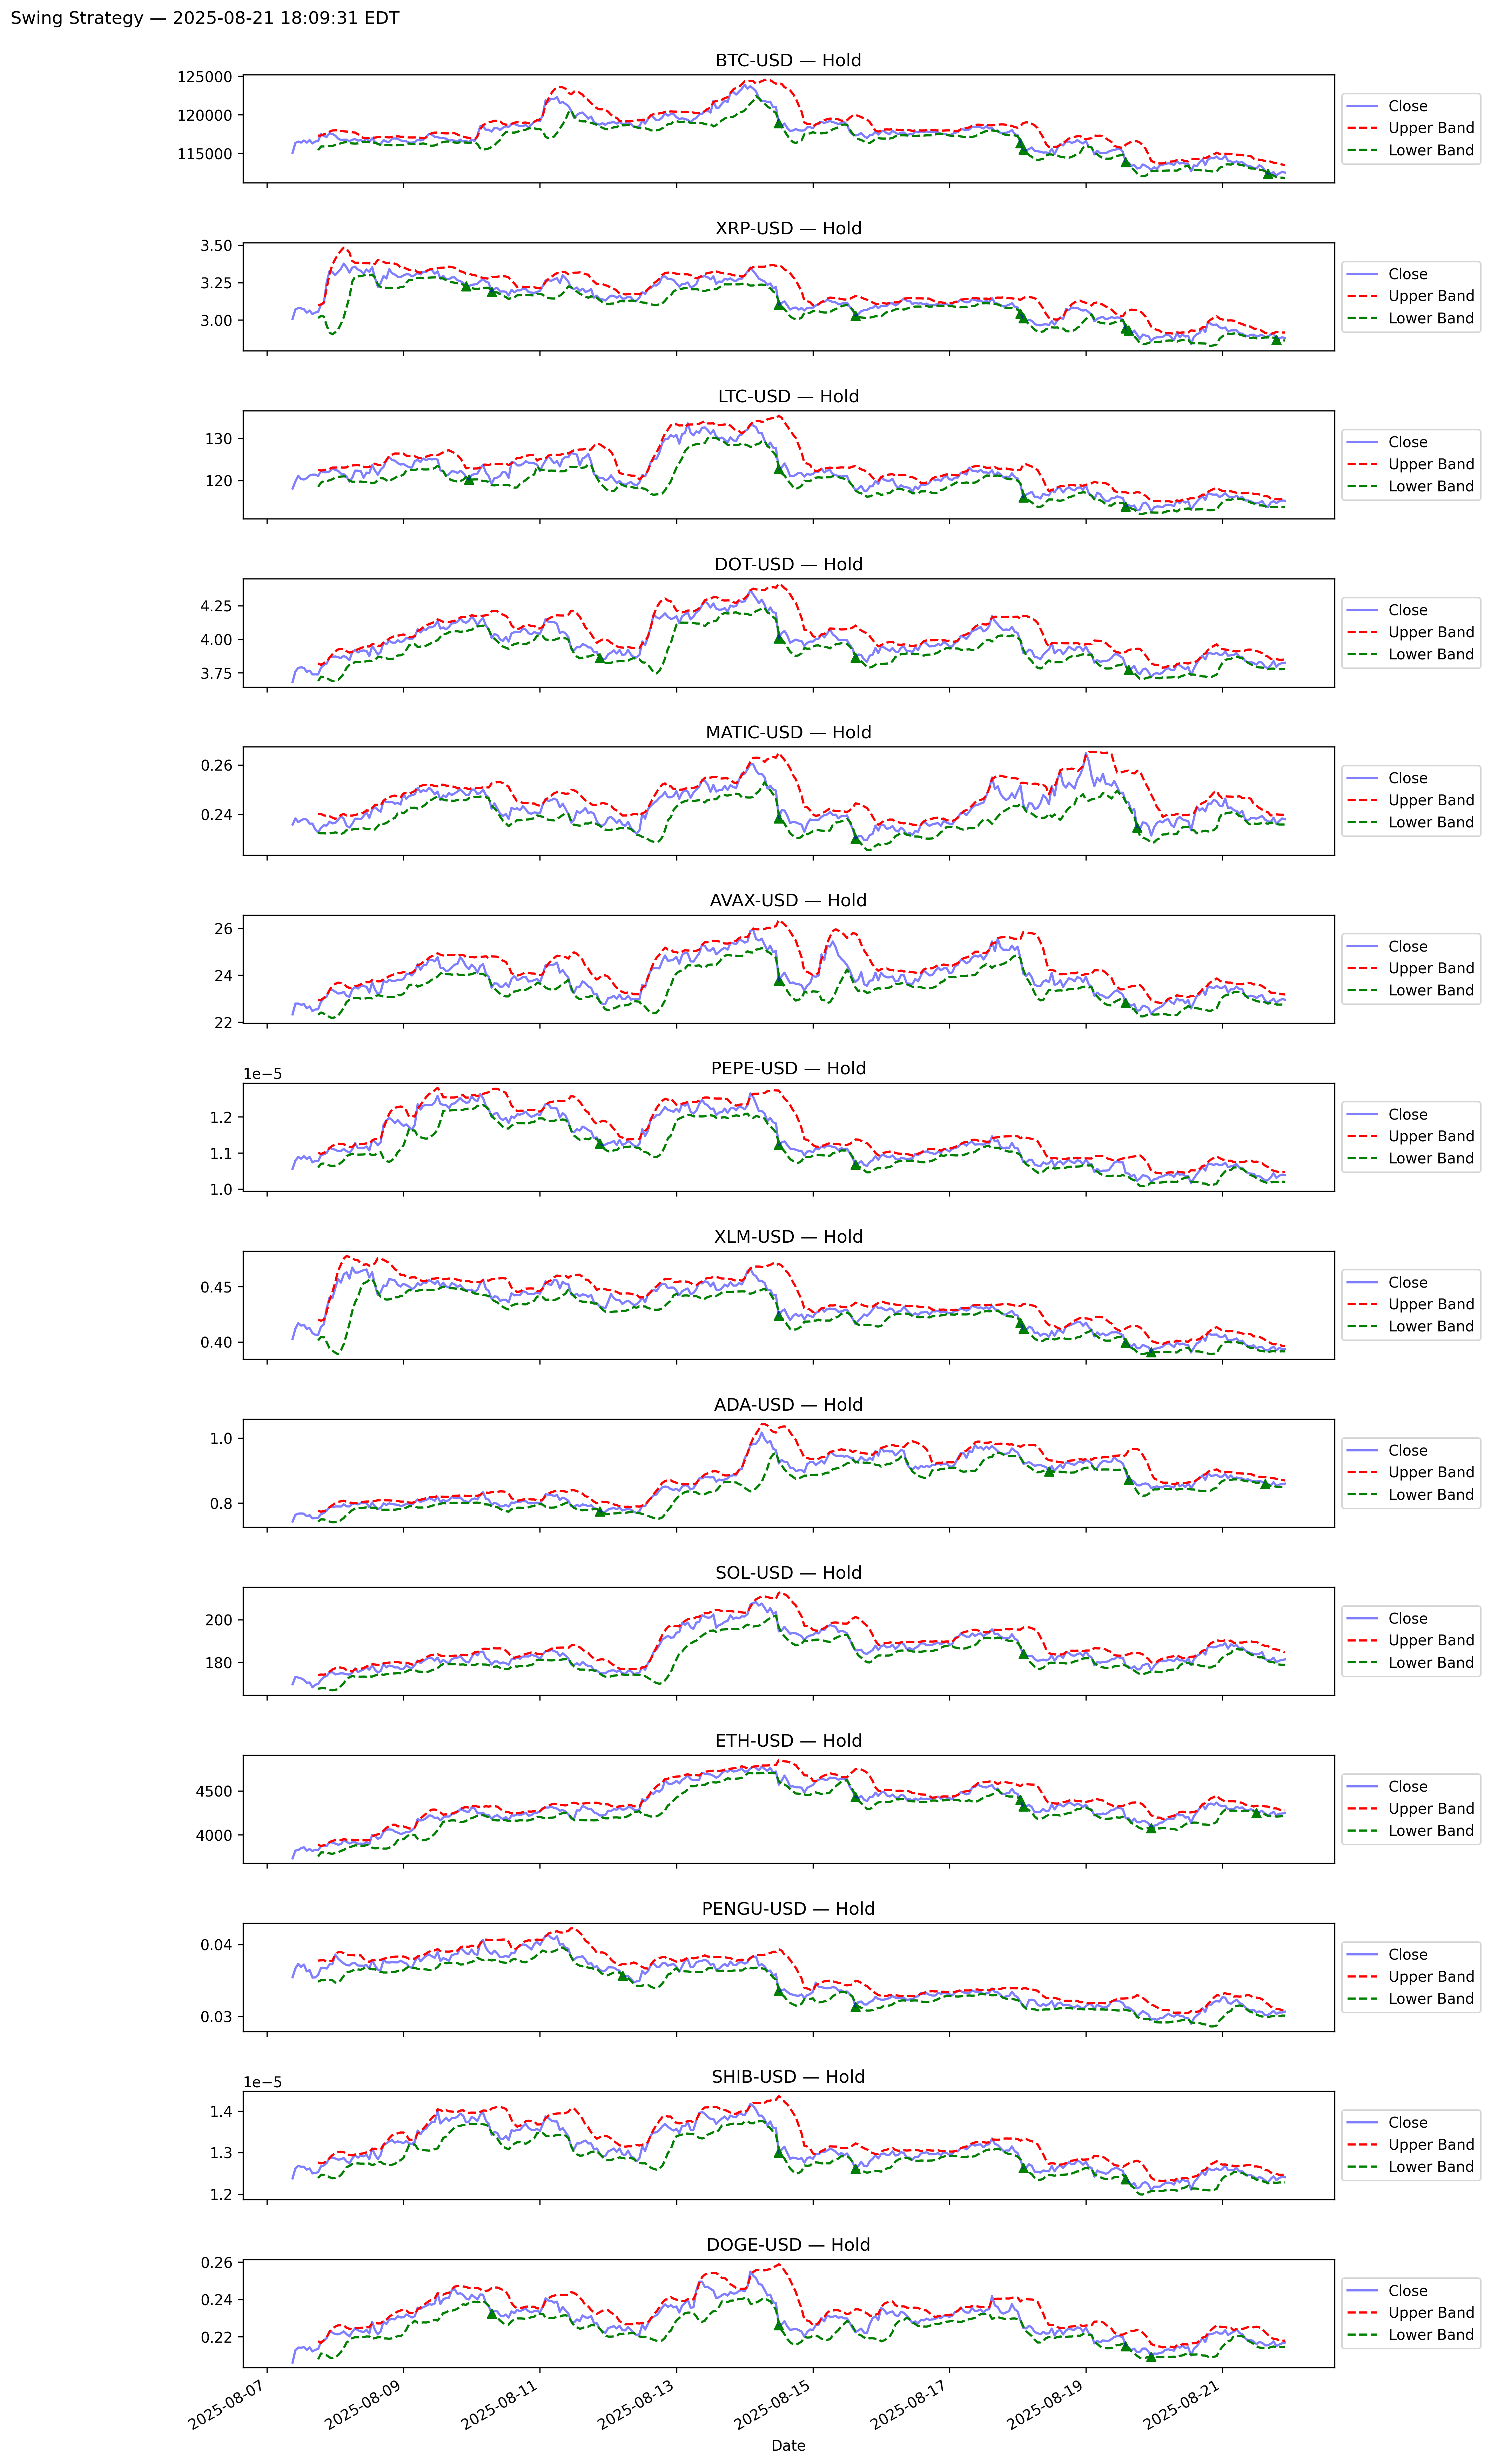 Swing Strategy — 2025-08-21 18:09:31 EDT
BTC-USD — Hold
125000
120000
115000
Close
Upper Band
Lower Band
XRP-USD — Hold
3.50
3.25
3.00
Close
Upper Band
Lower Band
LTC-USD — Hold
130
120
Close
Upper Band
Lower Band
DOT-USD — Hold
4.25
4.00
3.75
Close
Upper Band
Lower Band
MATIC-USD — Hold
0.26
0.24
Close
Upper Band
Lower Band
AVAX-USD — Hold
26
24
22
Close
Upper Band
Lower Band
PEPE-USD — Hold
1e−5
1.2
1.1
1.0
Close
Upper Band
Lower Band
XLM-USD — Hold
0.45
0.40
Close
Upper Band
Lower Band
ADA-USD — Hold
1.0
0.8
Close
Upper Band
Lower Band
SOL-USD — Hold
200
180
Close
Upper Band
Lower Band
ETH-USD — Hold
4500
4000
Close
Upper Band
Lower Band
PENGU-USD — Hold
0.04
0.03
Close
Upper Band
Lower Band
SHIB-USD — Hold
1e−5
1.4
1.3
1.2
Close
Upper Band
Lower Band
DOGE-USD — Hold
0.26
0.24
0.22
Close
Upper Band
Lower Band
2025-08-07
2025-08-09
2025-08-11
2025-08-13
2025-08-15
2025-08-17
2025-08-19
2025-08-21
Date